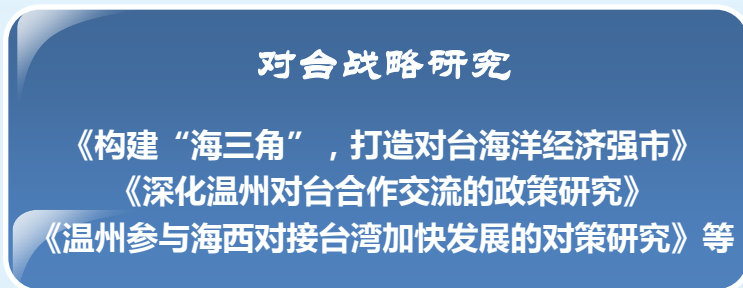 对台战略研究
《构建“海三角”，打造对台海洋经济强市》
《深化温州对台合作交流的政策研究》
《温州参与海西对接台湾加快发展的对策研究》等